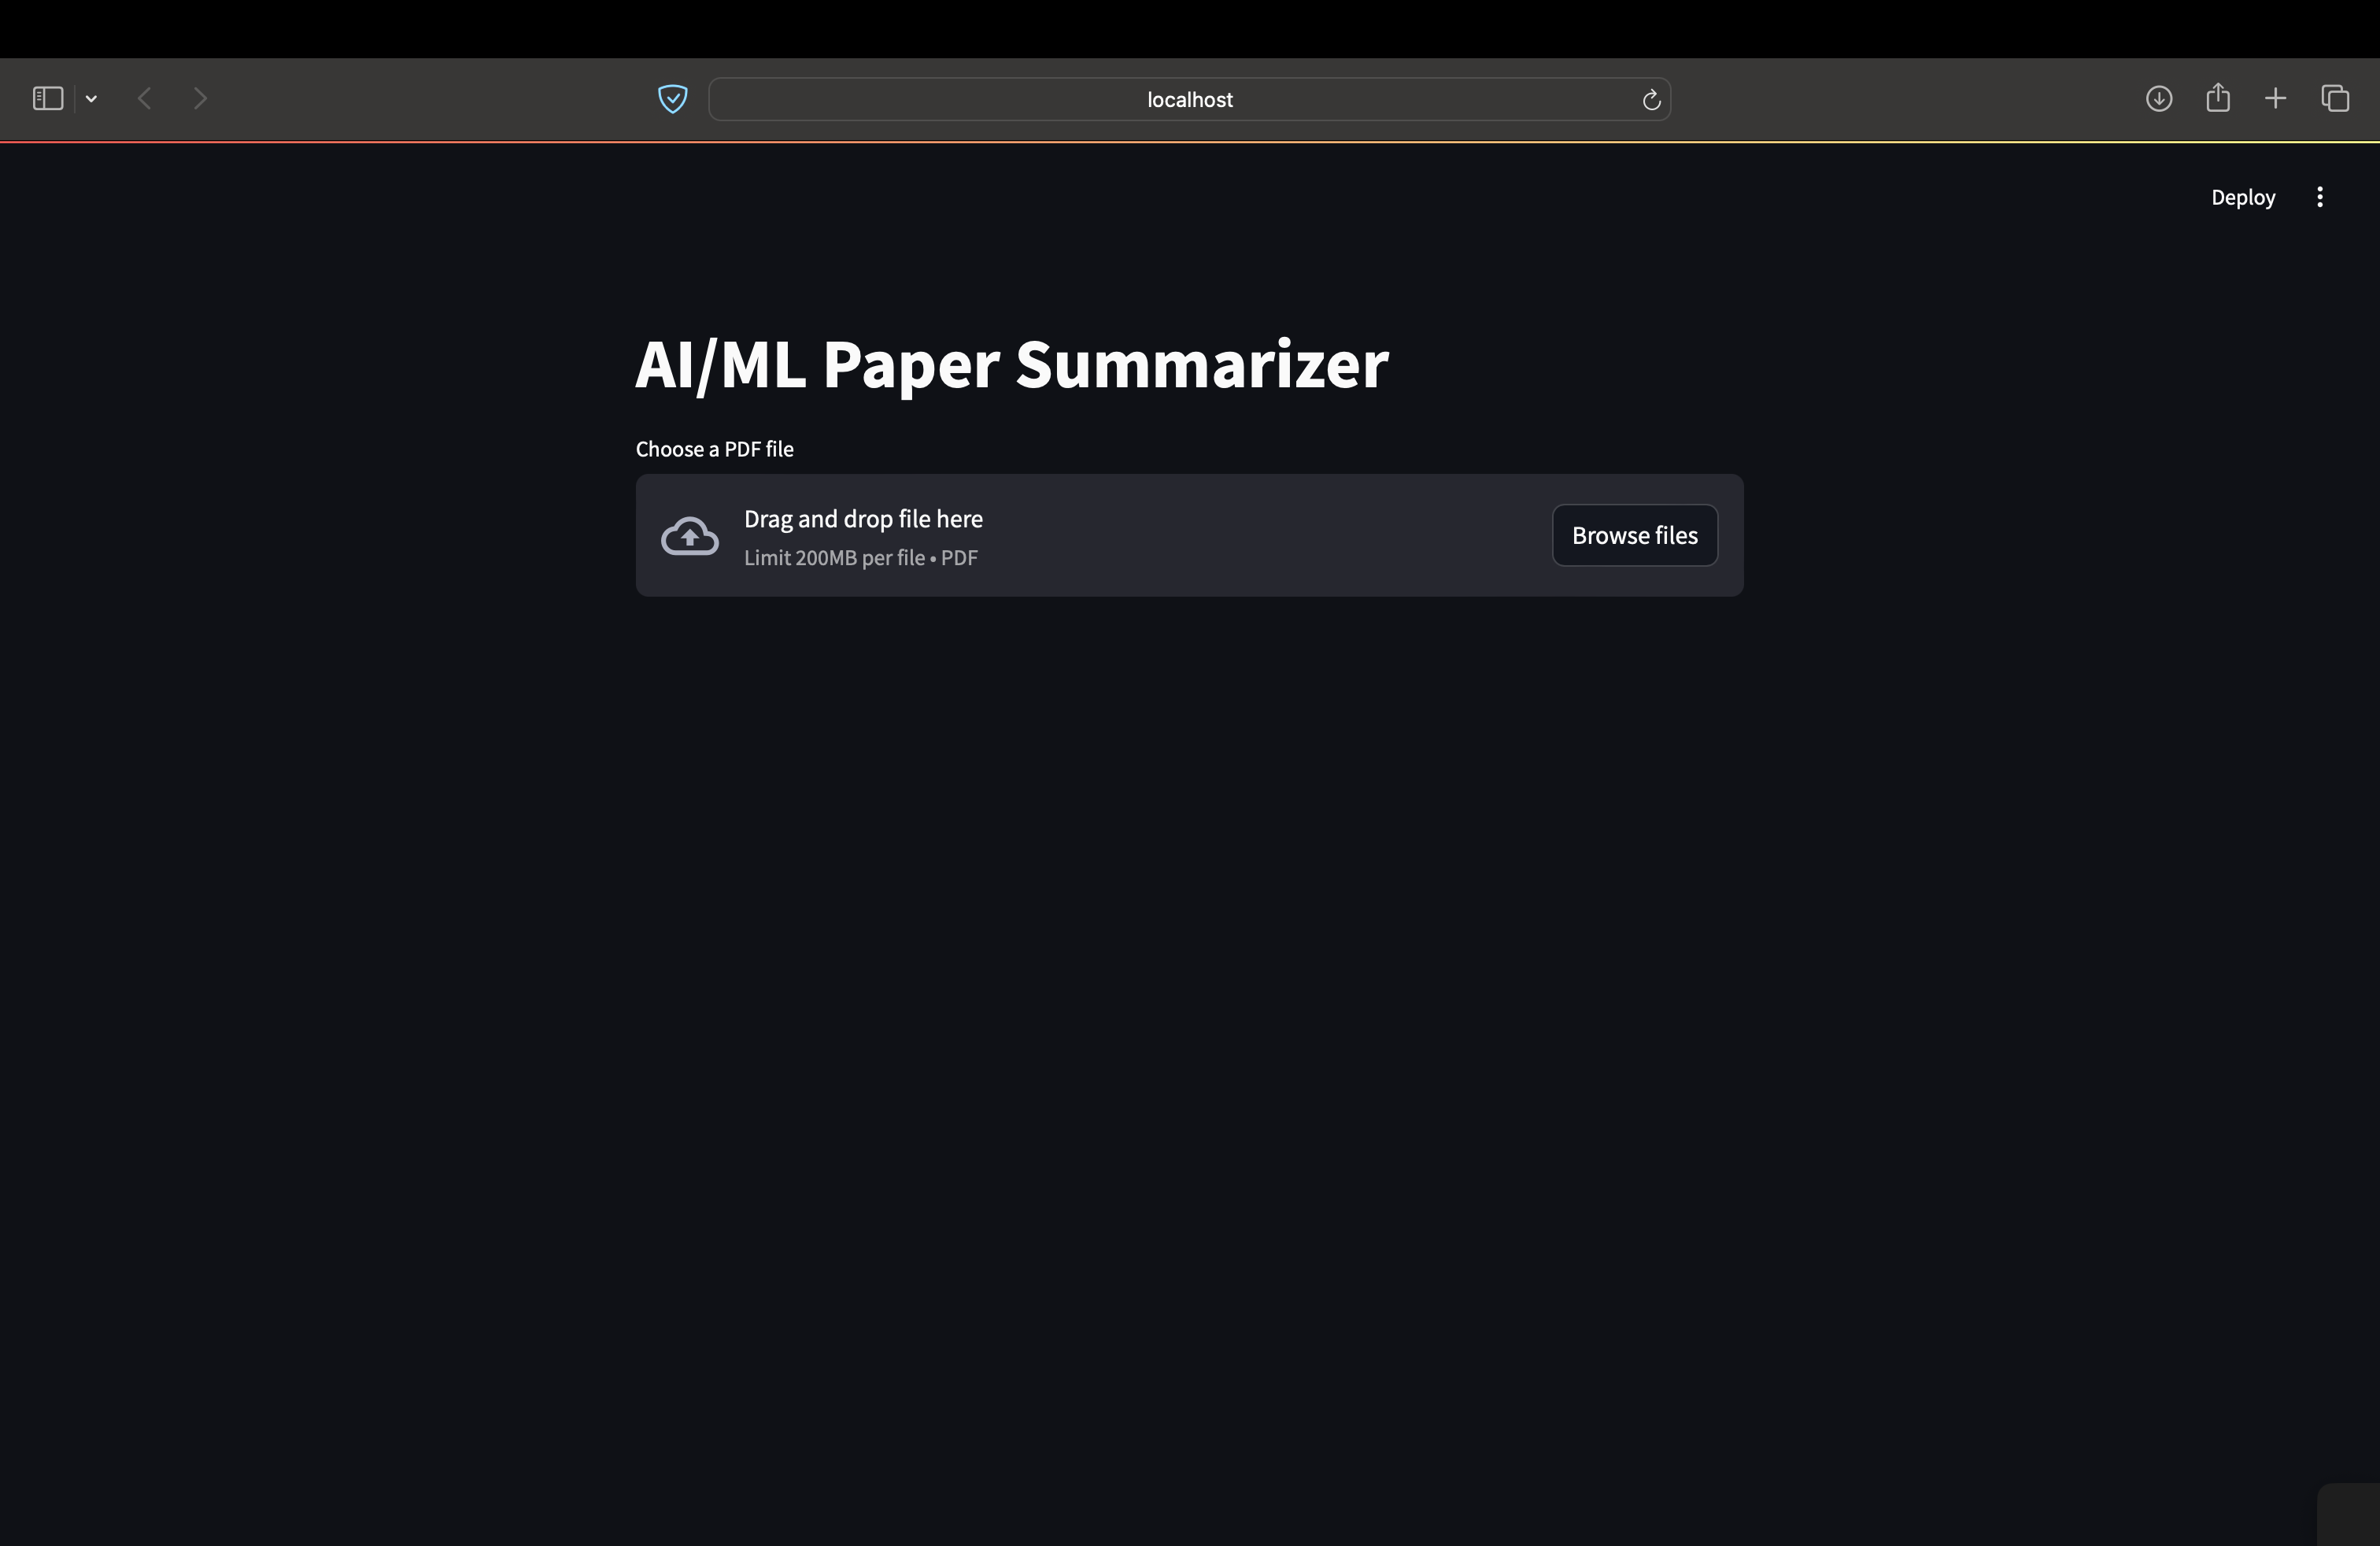 localhost
Deploy
AI/ML Paper Summarizer
Choose a PDF file
Drag and drop file here
Limit 200MB per file • PDF
Browse files